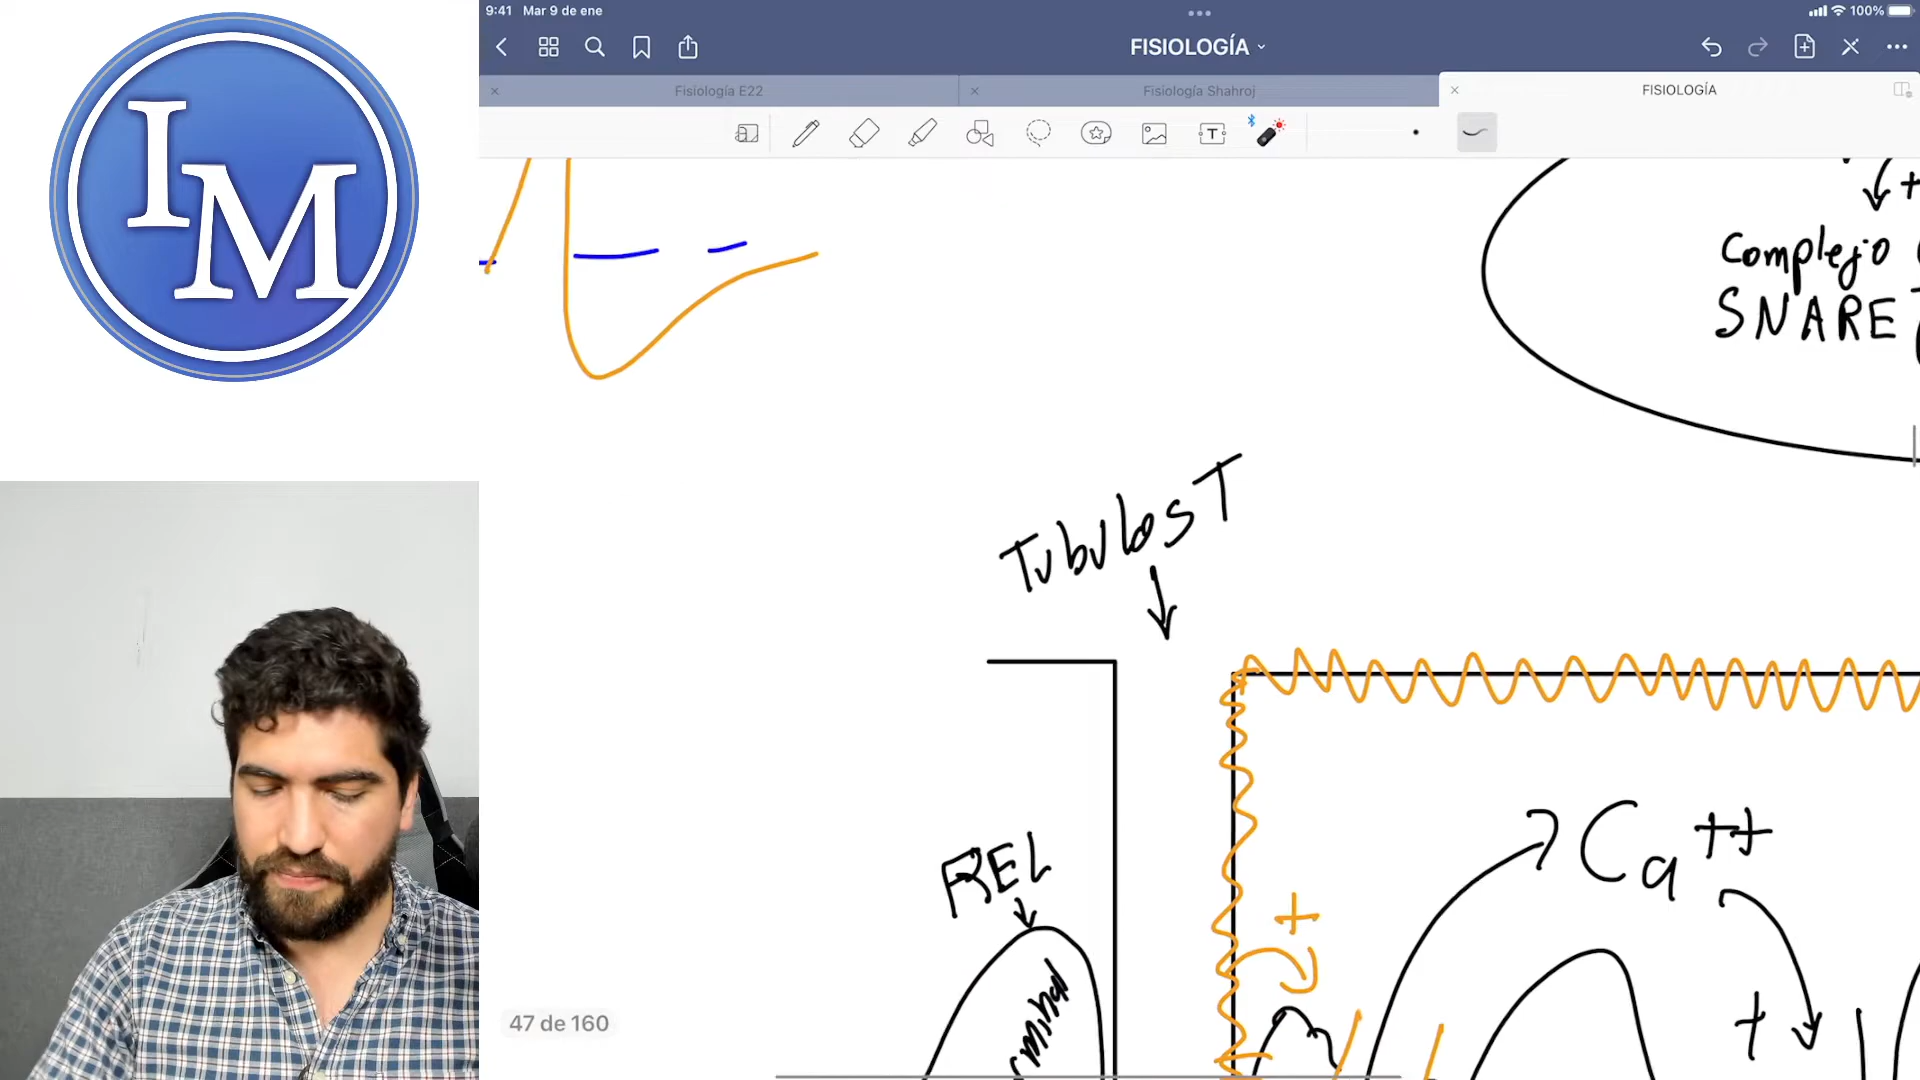 9:41 Mar 9 de ene
100%
FISIOLOGÍA
Fisiología E22
Fisiología Shahroj
FISIOLOGÍA
IM
T
+
Complejo
SNARE
Tubulos T
REL
Ca++
+
+
47 de 160